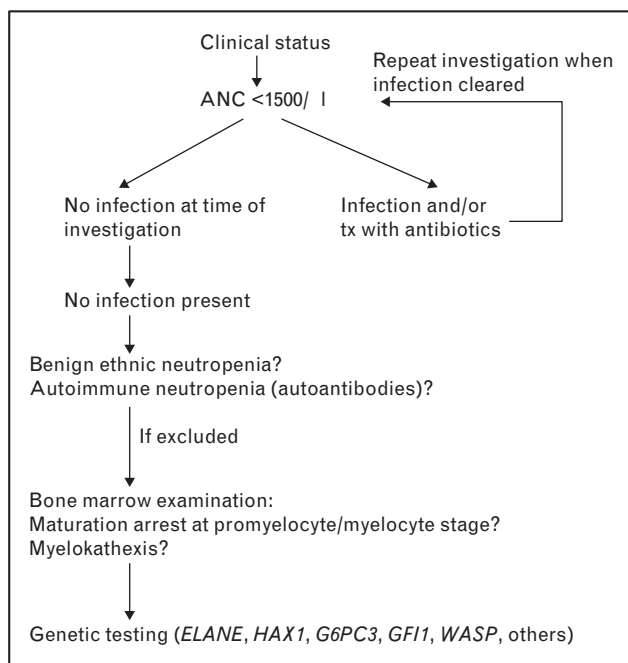 Clinical status
ANC <1500/ l
Repeat investigation when
infection cleared
No infection at time of
investigation
Infection and/or
tx with antibiotics
No infection present
Benign ethnic neutropenia?
Autoimmune neutropenia (autoantibodies)?
If excluded
Bone marrow examination:
Maturation arrest at promyelocyte/myelocyte stage?
Myelokathexis?
Genetic testing (ELANE, HAX1, G6PC3, GFI1, WASP, others)